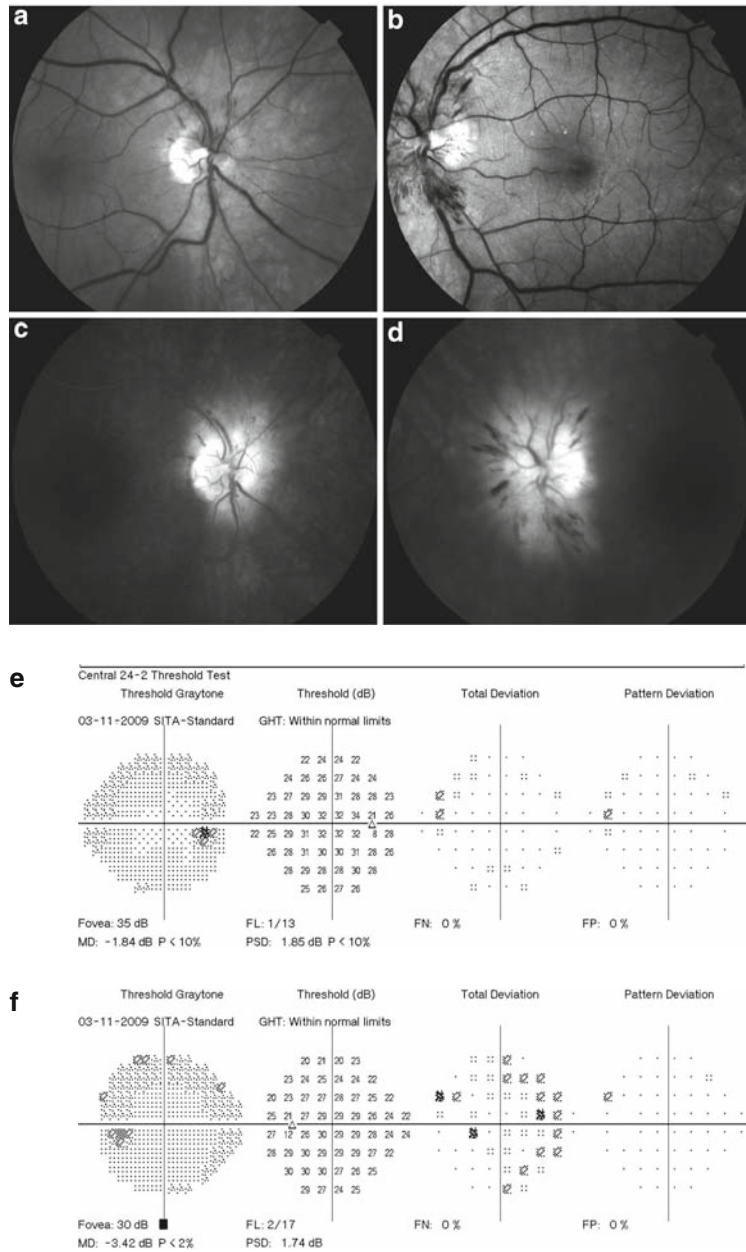 a
b
c
d
e
Central 24-2 Threshold Test
Threshold Graytone Threshold (dB) Total Deviation Pattern Deviation
03-11-2009 SITA-Standard GHT: Within normal limits
22 24 24 22
24 26 26 27 24 24
23 27 29 29 31 28 28 23
23 23 28 30 32 32 34 21 26
22 25 29 31 32 32 32 8 28
26 28 31 30 30 31 28 26
28 29 28 28 30 28
25 26 27 26
Fovea: 35 dB FL: 1/13 FN: 0 % FP: 0 %
MD: -1.84 dB P < 10% PSD: 1.85 dB P < 10%
f
Threshold Graytone Threshold (dB) Total Deviation Pattern Deviation
03-11-2009 SITA-Standard GHT: Within normal limits
20 21 20 23
23 24 25 24 24 22
20 23 27 27 28 27 25 22
25 21 27 29 29 29 26 24 22
27 12 26 30 29 29 28 24 24
28 29 30 30 29 29 27 25
30 30 30 27 26 25
29 27 24 25
Fovea: 30 dB FL: 2/17 FN: 0 % FP: 0 %
MD: -3.42 dB P < 2% PSD: 1.74 dB